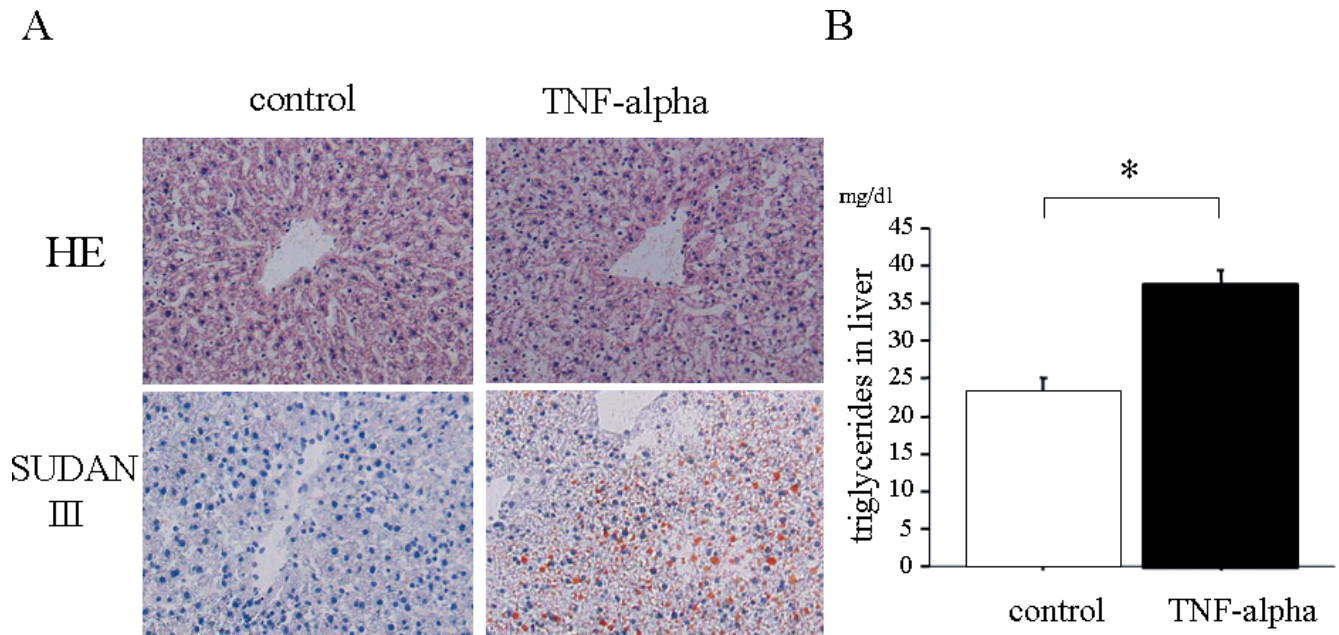 A
B
control
TNF-alpha
HE
SUDAN
III
*
mg/dl
triglycerides in liver
45
40
35
30
25
20
15
10
5
0
control
TNF-alpha